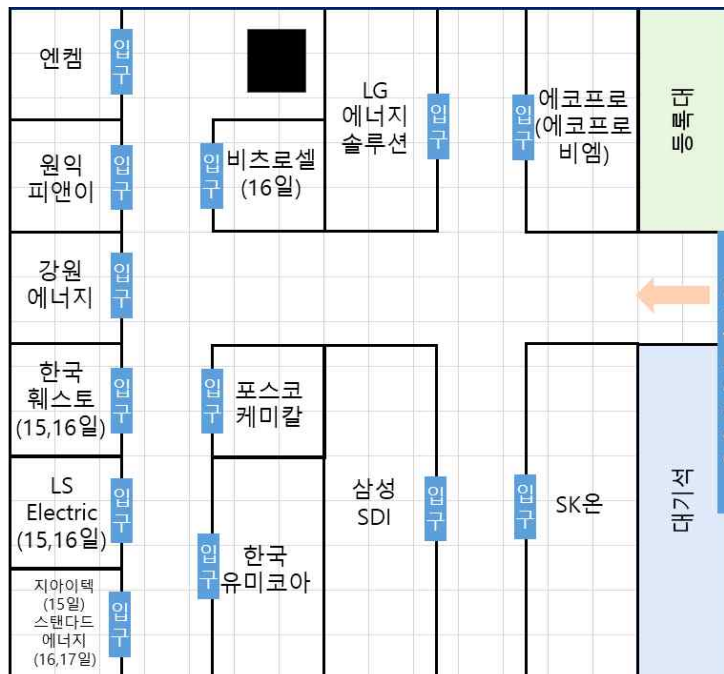 엔켐
입구
원익
피앤이
입구
강원
에너지
입구
한국
훼스토
(15,16일)
입구
LS
Electric
(15,16일)
입구
지아이텍
(15일)
스탠다드
에너지
(16,17일)
입구
입구
비츠로셀
(16일)
LG
에너지
솔루션
입구
입구
포스코
케미칼
입구
한국
유미코아
삼성
SDI
입구
입구
에코프로
(에코프로
비엠)
입구
SK온
등록대
대기석